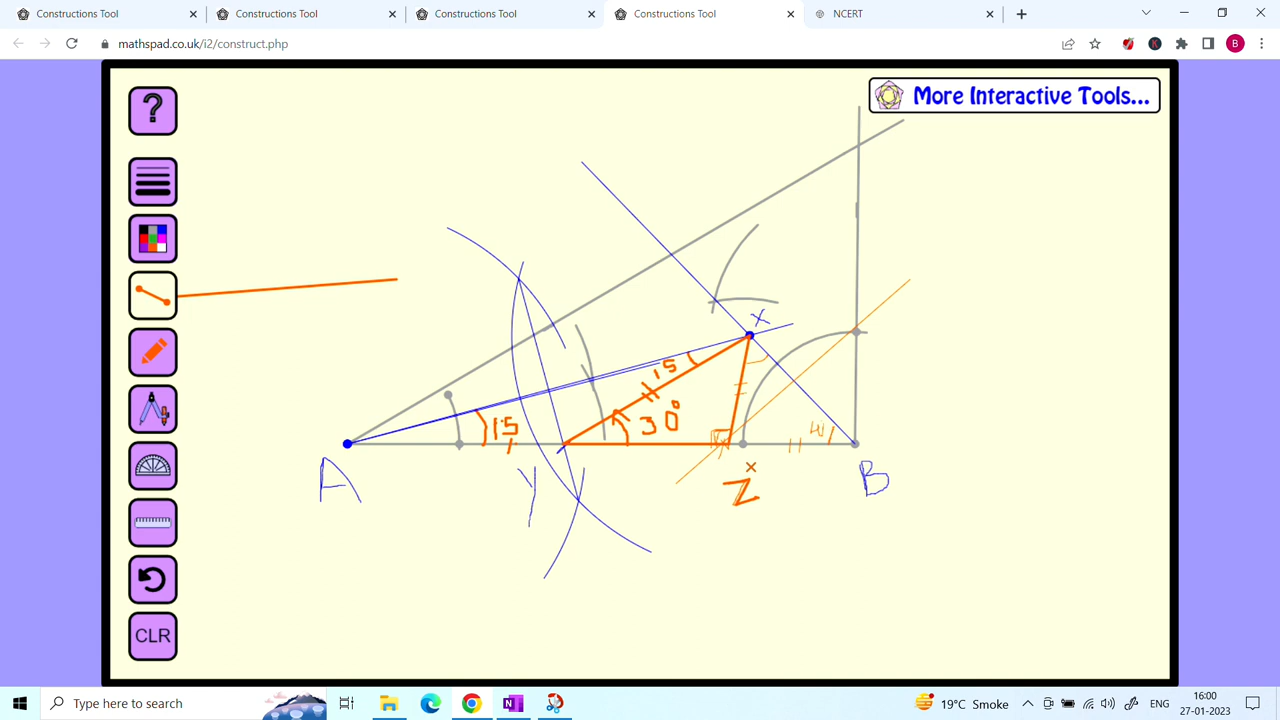 Constructions Tool
Constructions Tool
Constructions Tool
Constructions Tool
NCERT
mathspad.co.uk/i2/construct.php
B
?
More Interactive Tools...
X
15
30°
15
A
Y
Z
B
CLR
Type here to search
19°C Smoke
ENG
16:00
27-01-2023